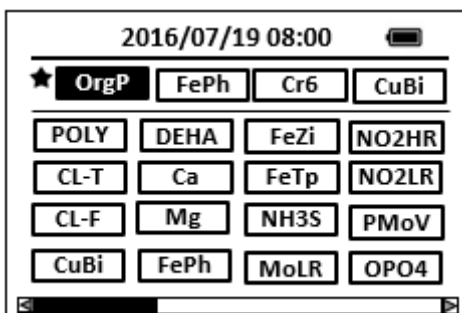 2016/07/19 08:00
OrgP FePh Cr6 CuBi
POLY DEHA FeZi NO2HR
CL-T Ca FeTp NO2LR
CL-F Mg NH3S PMoV
CuBi FePh MoLR OPO4